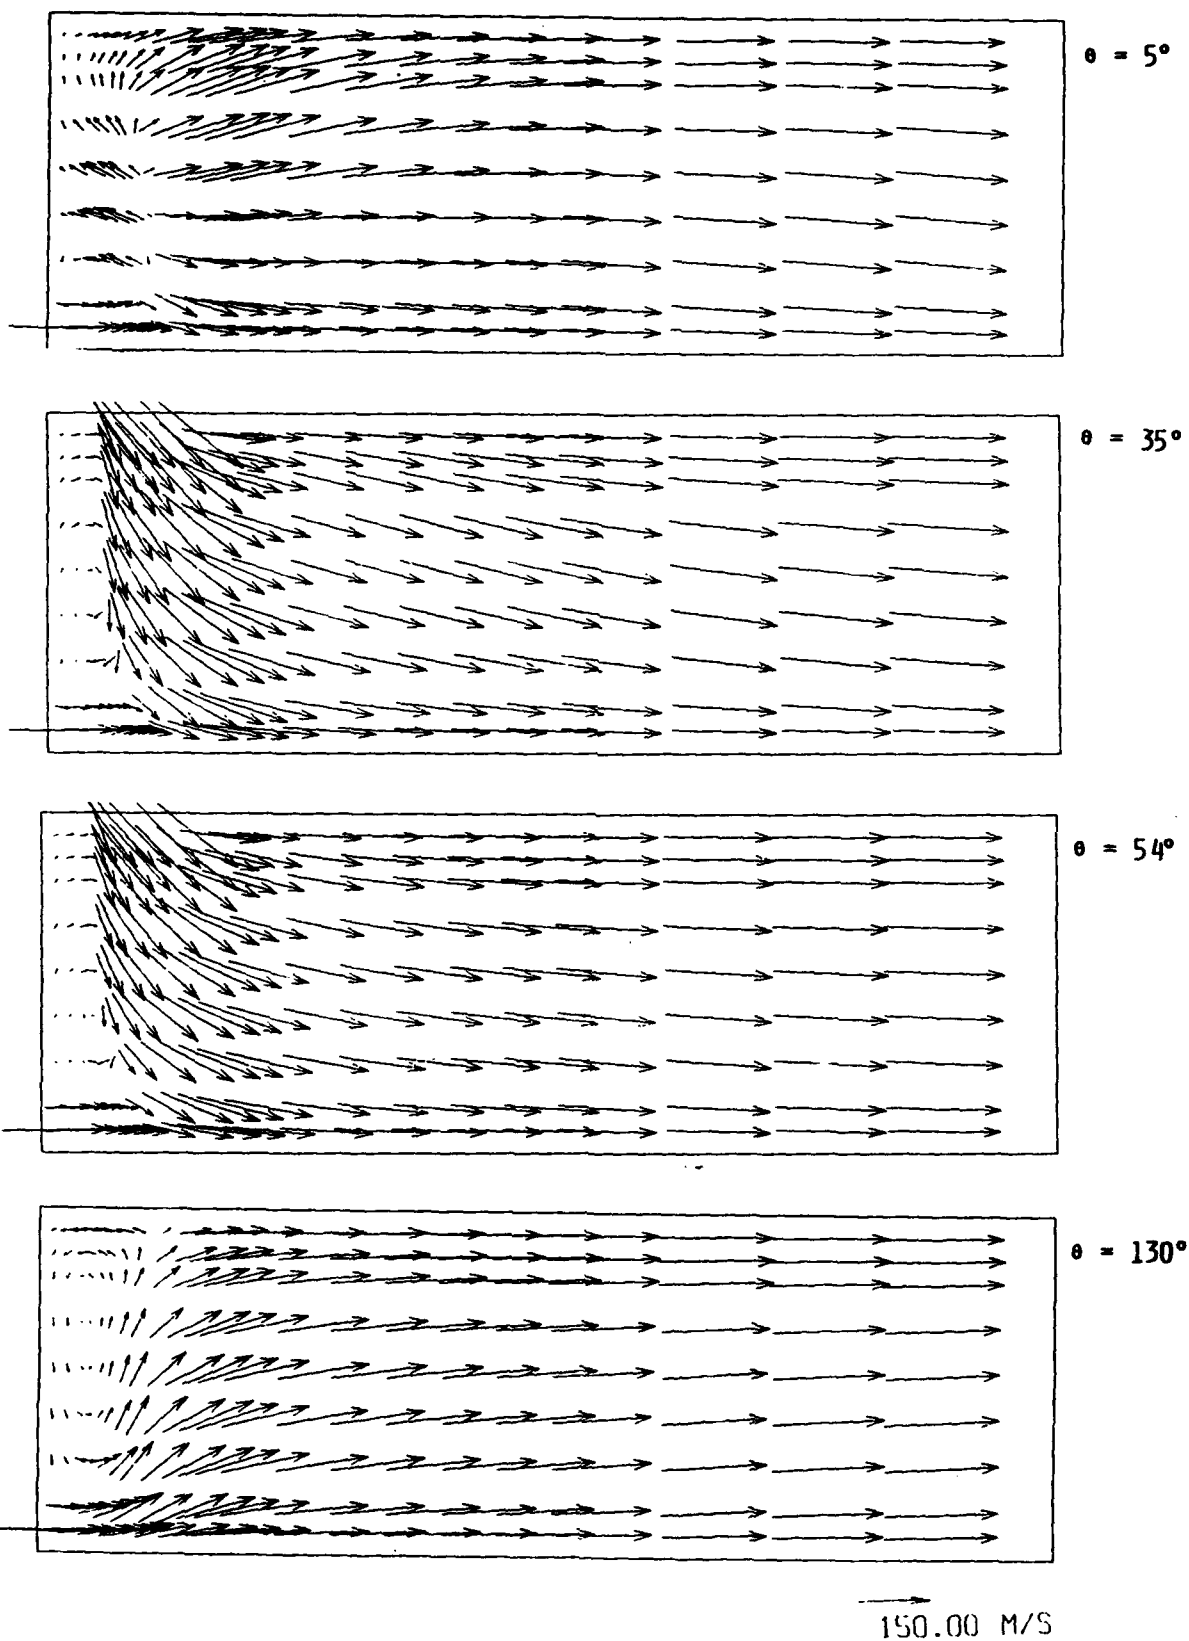 θ = 5°
θ = 35°
θ = 54°
θ = 130°
150.00 M/S